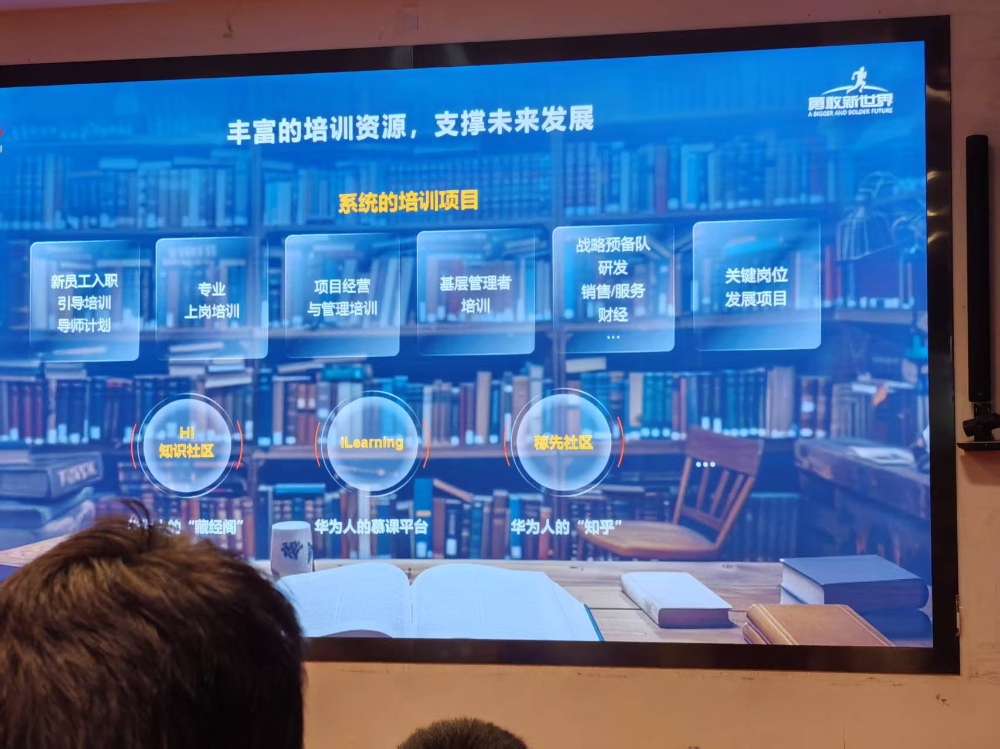 勇敢新世界
A BIGGER AND BOLDER FUTURE
丰富的培训资源，支撑未来发展
系统的培训项目
新员工入职
引导培训
导师计划
专业
上岗培训
项目经营
与管理培训
基层管理者
培训
战略预备队
研发
销售/服务
财经
...
关键岗位
发展项目
Hi
知识社区
iLearning
稼先社区
...
的“藏经阁”
华为人的慕课平台
华为人的“知乎”